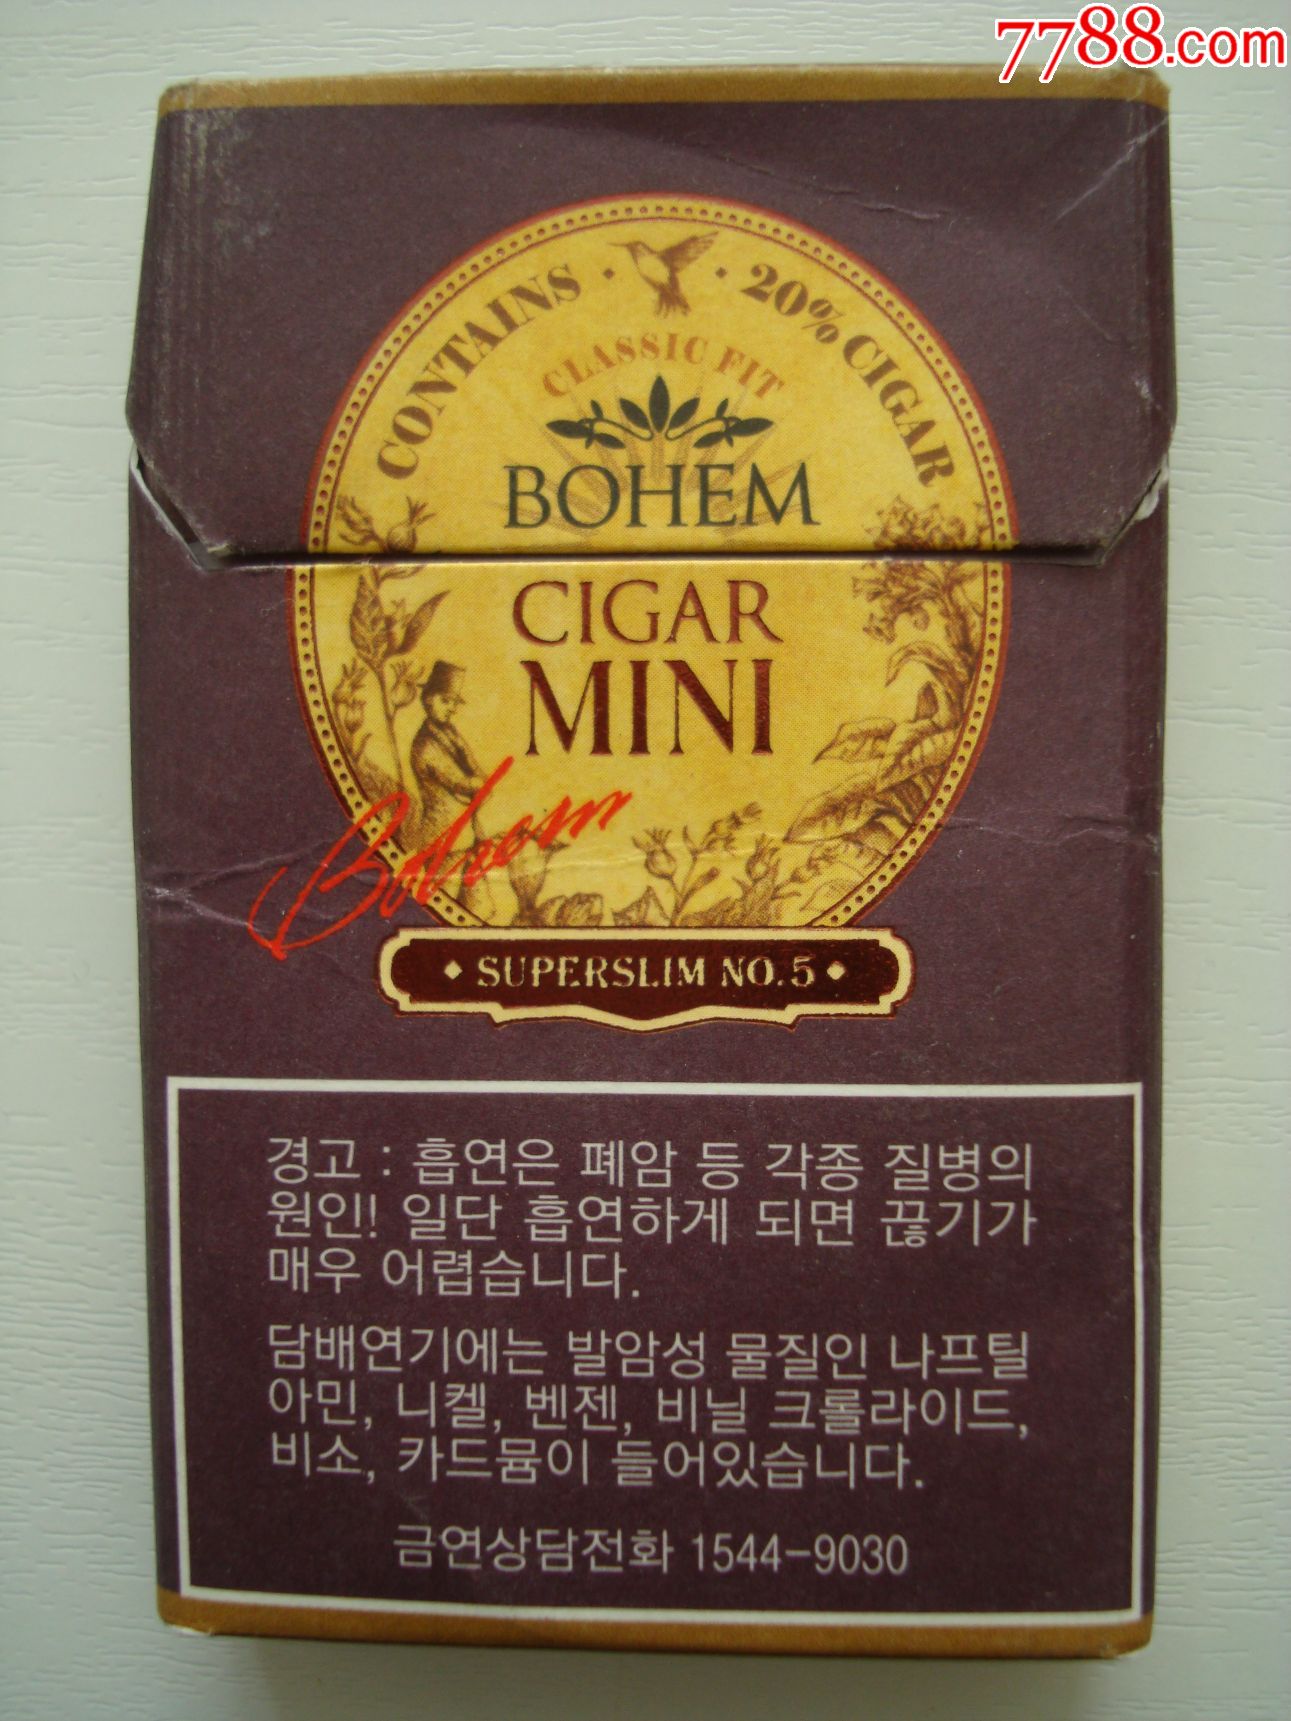 7788.com
CONTAINS · 20% CIGAR
CLASSIC FIT
BOHEM
CIGAR
MINI
Bohem
SUPERSLIM NO.5
경고 : 흡연은 폐암 등 각종 질병의
원인! 일단 흡연하게 되면 끊기가
매우 어렵습니다.
담배연기에는 발암성 물질인 나프틸
아민, 니켈, 벤젠, 비닐 크롤라이드,
비소, 카드뮴이 들어있습니다.
금연상담전화 1544-9030